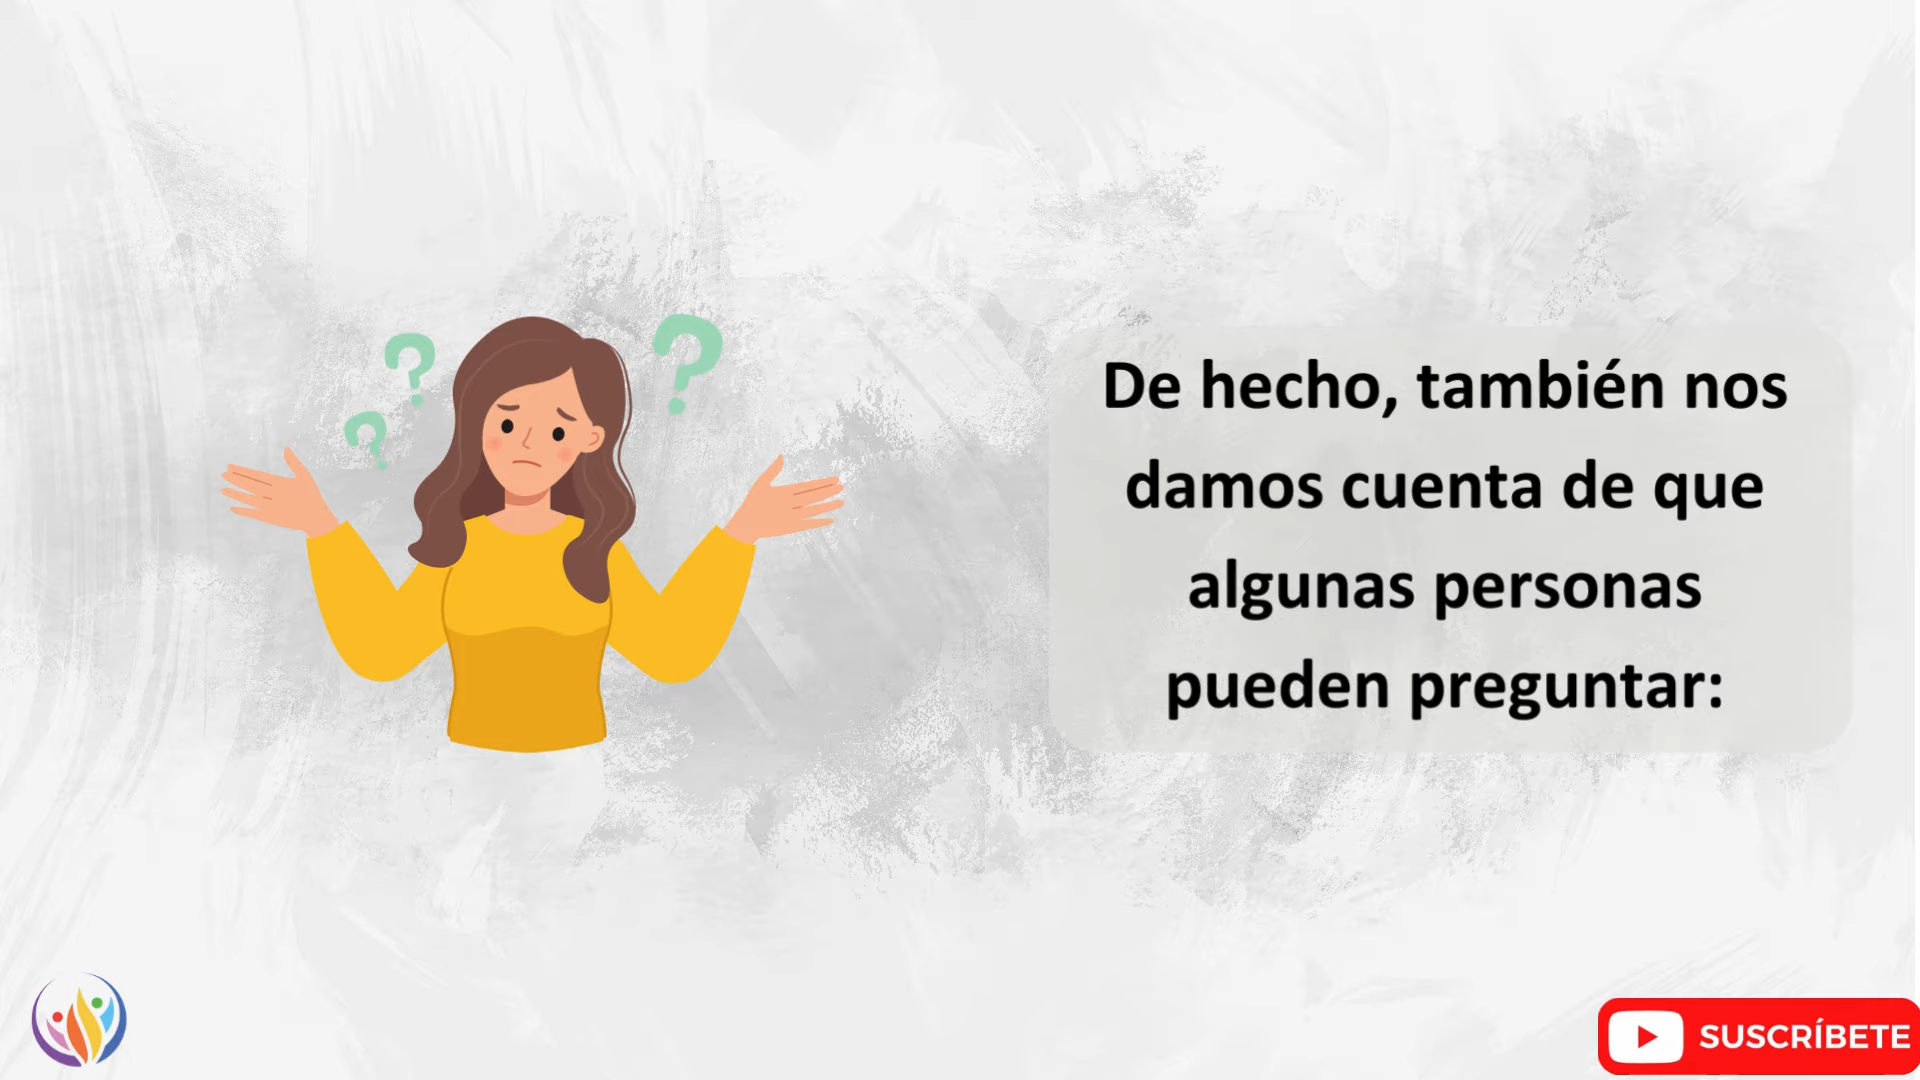 De hecho, también nos
damos cuenta de que
algunas personas
pueden preguntar:
SUSCRÍBETE